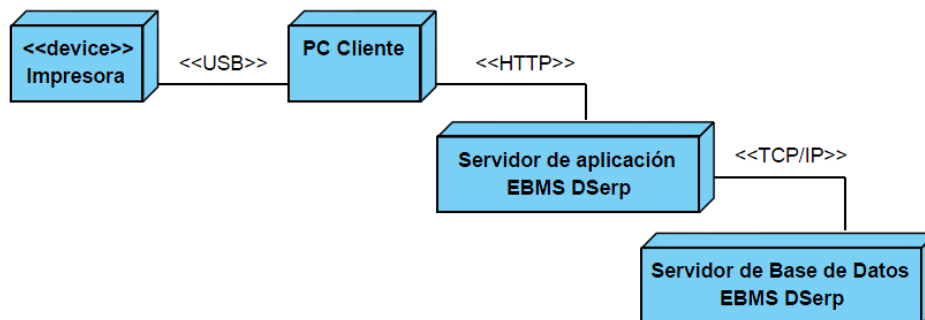 <<device>>
Impresora
<<USB>>
PC Cliente
<<HTTP>>
Servidor de aplicación
EBMS DSerp
<<TCP/IP>>
Servidor de Base de Datos
EBMS DSerp